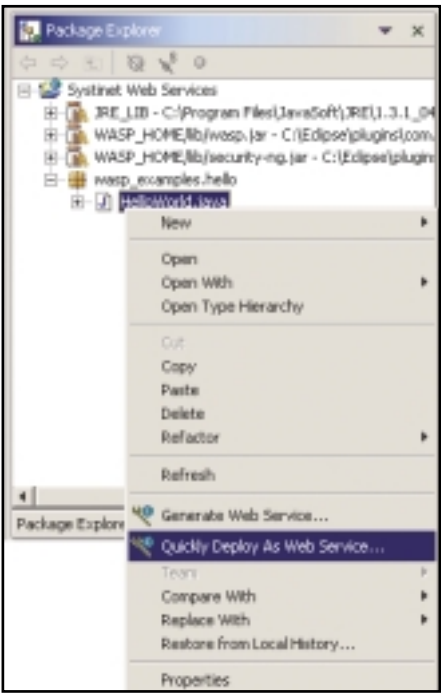 Package Explorer
Systinet Web Services
JRE_LIB - C:\Program Files\JavaSoft\JRE\1.3.1_04
WASP_HOME/lib/wasp.jar - C:\Eclipse\plugins\com.
WASP_HOME/lib/security-ng.jar - C:\Eclipse\plugin
wasp_examples.hello
HelloWorld.java
New
Open
Open With
Open Type Hierarchy
Cut
Copy
Paste
Delete
Refactor
Refresh
Package Explore
Generate Web Service...
Quickly Deploy As Web Service...
Team
Compare With
Replace With
Restore from Local History...
Properties